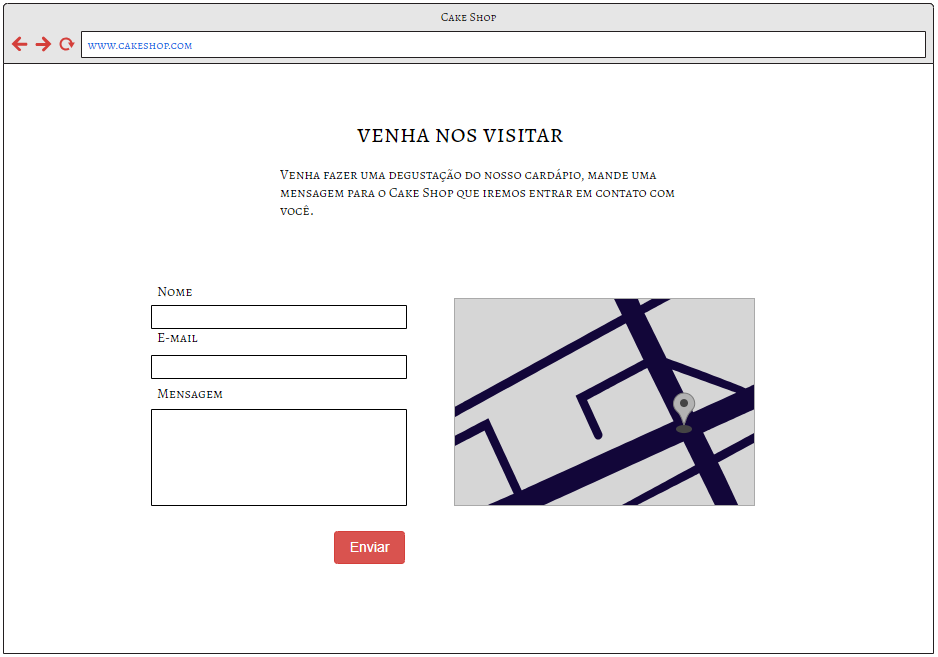 Cake Shop
www.cakeshop.com
VENHA NOS VISITAR
Venha fazer uma degustação do nosso cardápio, mande uma
mensagem para o Cake Shop que iremos entrar em contato com
você.
Nome
E-mail
Mensagem
Enviar